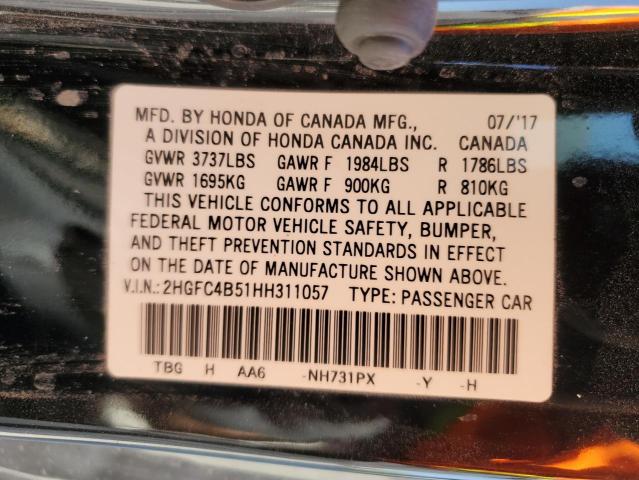 MFD. BY HONDA OF CANADA MFG., 07/'17
A DIVISION OF HONDA CANADA INC. CANADA
GVWR 3737LBS GAWR F 1984LBS R 1786LBS
GVWR 1695KG GAWR F 900KG R 810KG
THIS VEHICLE CONFORMS TO ALL APPLICABLE
FEDERAL MOTOR VEHICLE SAFETY, BUMPER,
AND THEFT PREVENTION STANDARDS IN EFFECT
ON THE DATE OF MANUFACTURE SHOWN ABOVE.
V.I.N.: 2HGFC4B51HH311057 TYPE: PASSENGER CAR
TBG H AA6 -NH731PX -Y -H